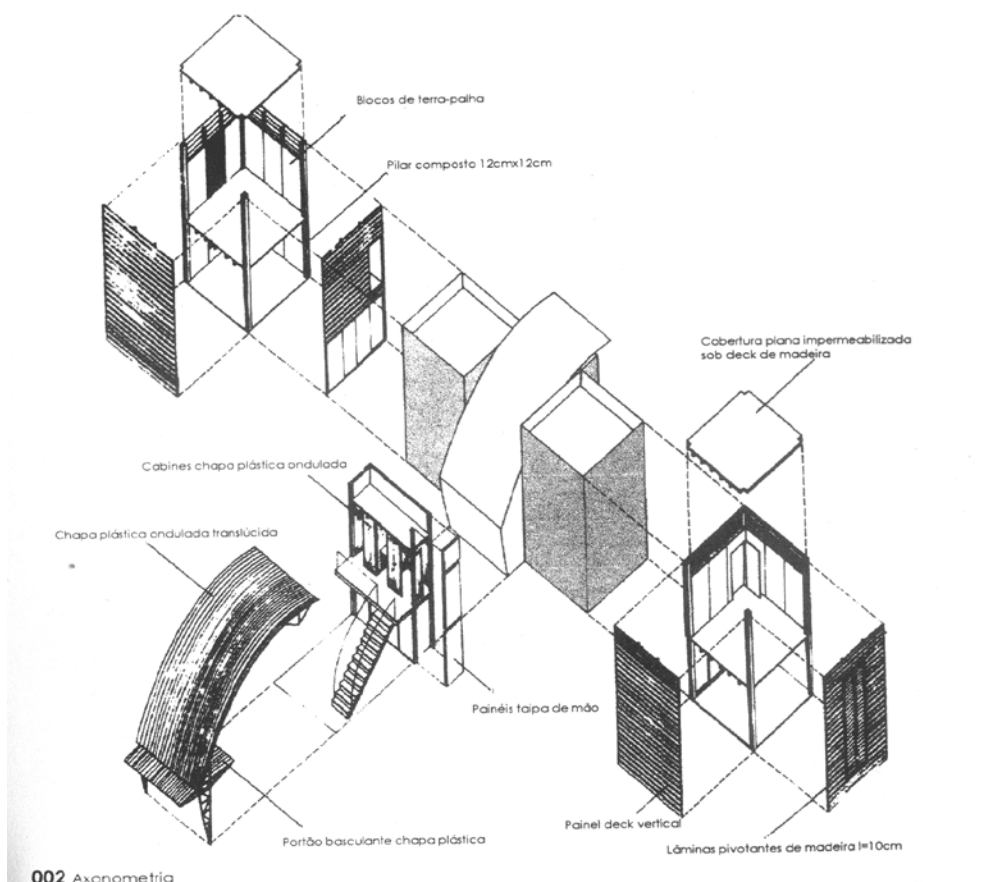 Blocos de terra-palha
Pilar composto 12cmx12cm
Cobertura plana impermeabilizada
sob deck de madeira
Cabines chapa plástica ondulada
Chapa plástica ondulada translúcida
Painéis taipa de mão
Painel deck vertical
Portão basculante chapa plástica
Lâminas pivotantes de madeira l=10cm
002 Axonometria